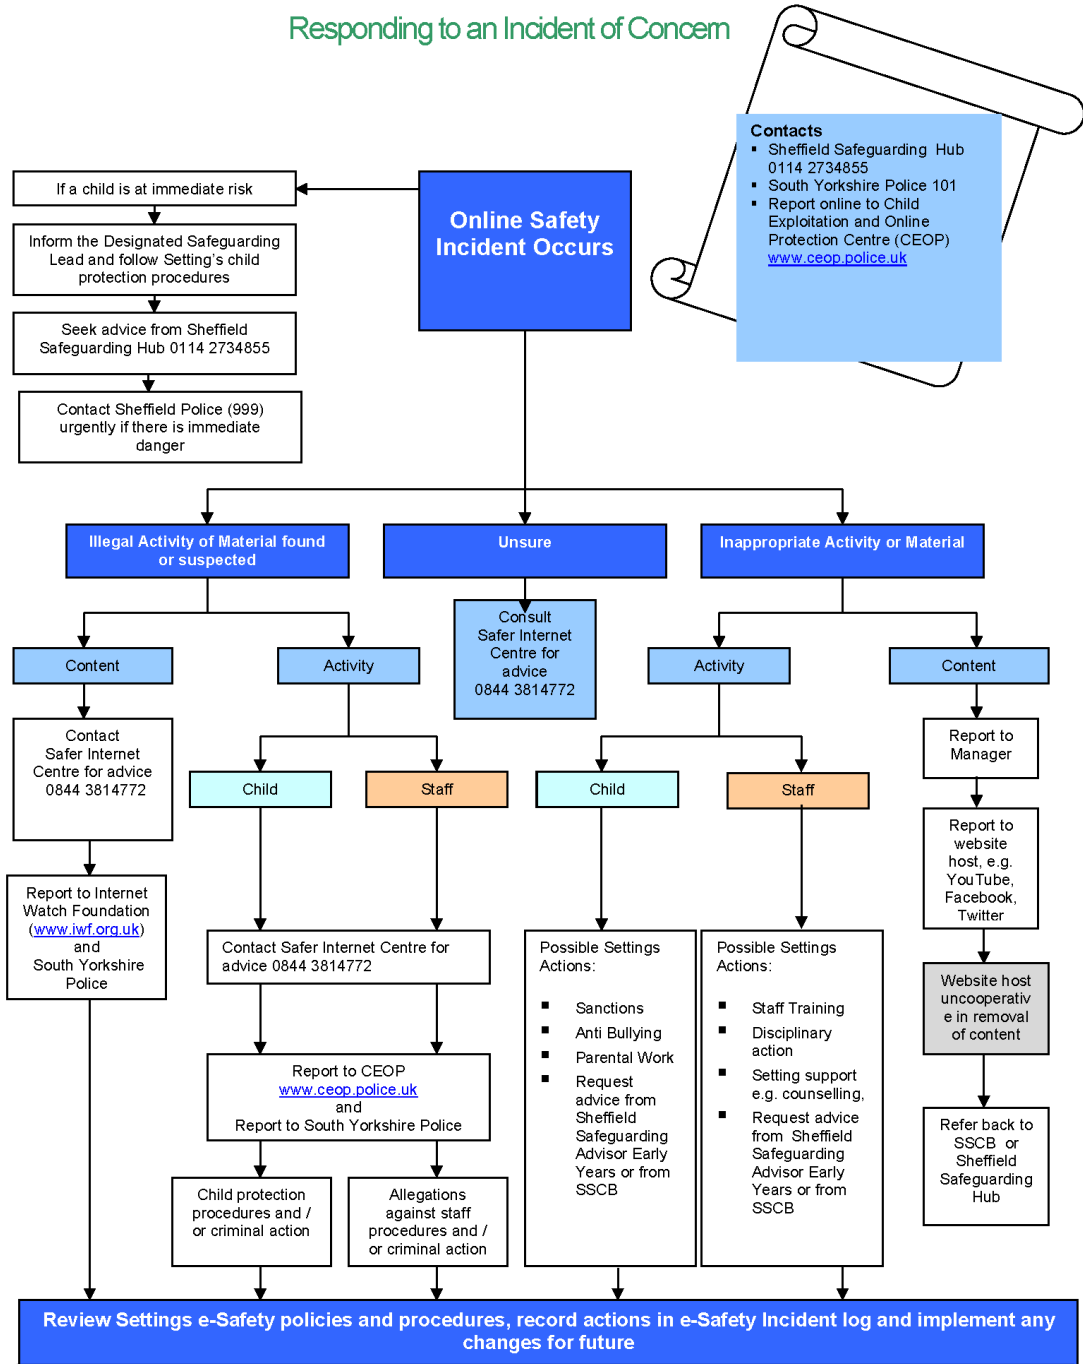 Responding to an Incident of Concern
Contacts
▪ Sheffield Safeguarding Hub
0114 2734855
▪ South Yorkshire Police 101
▪ Report online to Child
Exploitation and Online
Protection Centre (CEOP)
www.ceop.police.uk
If a child is at immediate risk
Inform the Designated Safeguarding
Lead and follow Setting's child
protection procedures
Seek advice from Sheffield
Safeguarding Hub 0114 2734855
Contact Sheffield Police (999)
urgently if there is immediate
danger
Online Safety
Incident Occurs
Illegal Activity of Material found
or suspected
Unsure
Inappropriate Activity or Material
Content
Activity
Consult
Safer Internet
Centre for
advice
0844 3814772
Activity
Content
Contact
Safer Internet
Centre for advice
0844 3814772
Child
Staff
Child
Staff
Report to
Manager
Report to
website
host, e.g.
YouTube,
Facebook,
Twitter
Report to Internet
Watch Foundation
(www.iwf.org.uk)
and
South Yorkshire
Police
Contact Safer Internet Centre for
advice 0844 3814772
Report to CEOP
www.ceop.police.uk
and
Report to South Yorkshire Police
Child protection
procedures and /
or criminal action
Allegations
against staff
procedures and /
or criminal action
Possible Settings
Actions:
▪ Sanctions
▪ Anti Bullying
▪ Parental Work
▪ Request
advice from
Sheffield
Safeguarding
Advisor Early
Years or from
SSCB
Possible Settings
Actions:
▪ Staff Training
▪ Disciplinary
action
▪ Setting support
e.g. counselling,
▪ Request advice
from Sheffield
Safeguarding
Advisor Early
Years or from
SSCB
Website host
uncooperativ
e in removal
of content
Refer back to
SSCB or
Sheffield
Safeguarding
Hub
Review Settings e-Safety policies and procedures, record actions in e-Safety Incident log and implement any
changes for future